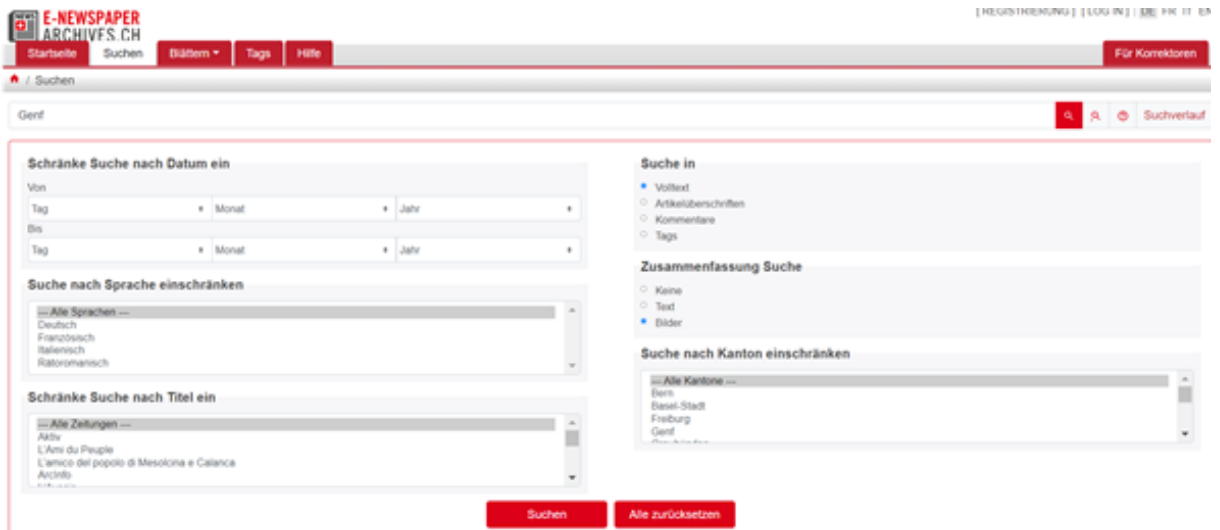 [ REGISTRIERUNG ] [ LOG IN ] | DE FR IT EN
NEWS E-NEWSPAPER
ARCHIVES.CH
Startseite Suchen Blättern Tags Hilfe Für Korrektoren
/ Suchen
Genf Suchverlauf
Schränke Suche nach Datum ein
Von
Tag Monat Jahr
Bis
Tag Monat Jahr
Suche nach Sprache einschränken
--- Alle Sprachen ---
Deutsch
Französisch
Italienisch
Rätoromanisch
Schränke Suche nach Titel ein
--- Alle Zeitungen ---
Aktiv
L'Ami du Peuple
L'amico del popolo di Mesolcina e Calanca
ArcInfo
Suche in
Volltext
Artikelüberschriften
Kommentare
Tags
Zusammenfassung Suche
Keine
Text
Bilder
Suche nach Kanton einschränken
--- Alle Kantone ---
Bern
Basel-Stadt
Freiburg
Genf
Suchen Alle zurücksetzen